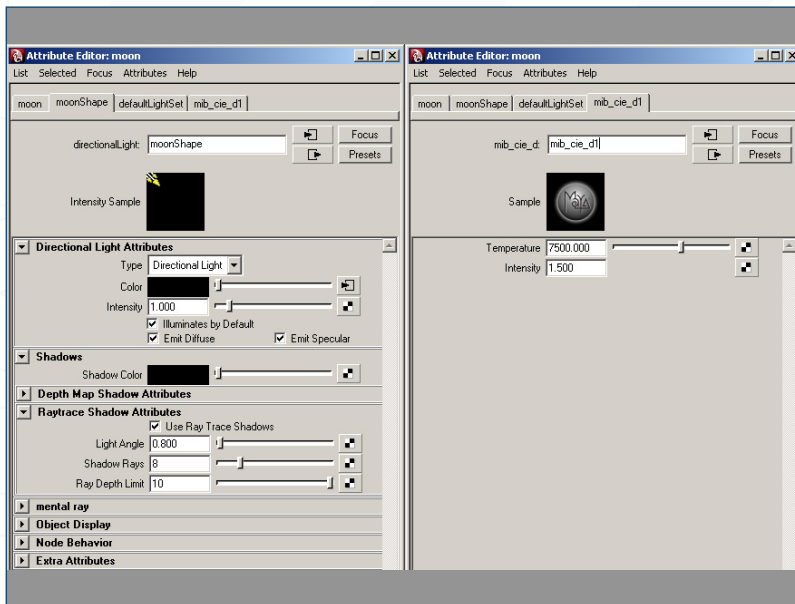 Attribute Editor: moon
List Selected Focus Attributes Help
moon moonShape defaultLightSet mib_cie_d1
directionalLight: moonShape
Focus
Presets
Intensity Sample
Directional Light Attributes
Type Directional Light
Color
Intensity 1.000
Illuminates by Default
Emit Diffuse Emit Specular
Shadows
Shadow Color
Depth Map Shadow Attributes
Raytrace Shadow Attributes
Use Ray Trace Shadows
Light Angle 0.800
Shadow Rays 8
Ray Depth Limit 10
mental ray
Object Display
Node Behavior
Extra Attributes
Attribute Editor: moon
List Selected Focus Attributes Help
moon moonShape defaultLightSet mib_cie_d1
mib_cie_d: mib_cie_d1
Focus
Presets
Sample
MAYA
Temperature 7500.000
Intensity 1.500